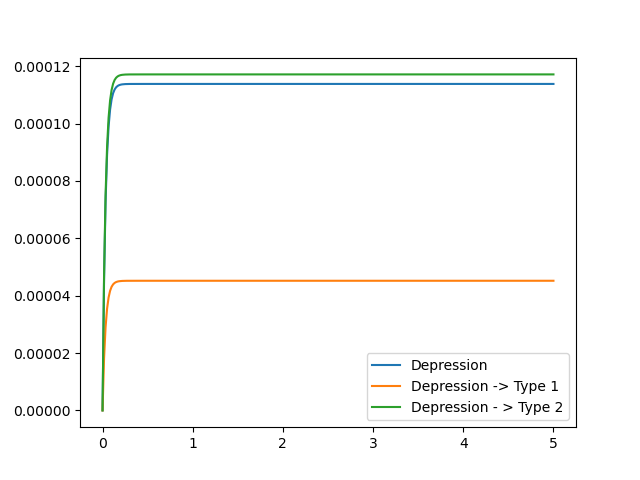 0.00012
0.00010
0.00008
0.00006
0.00004
0.00002
0.00000
Depression
Depression -> Type 1
Depression - > Type 2
0 1 2 3 4 5